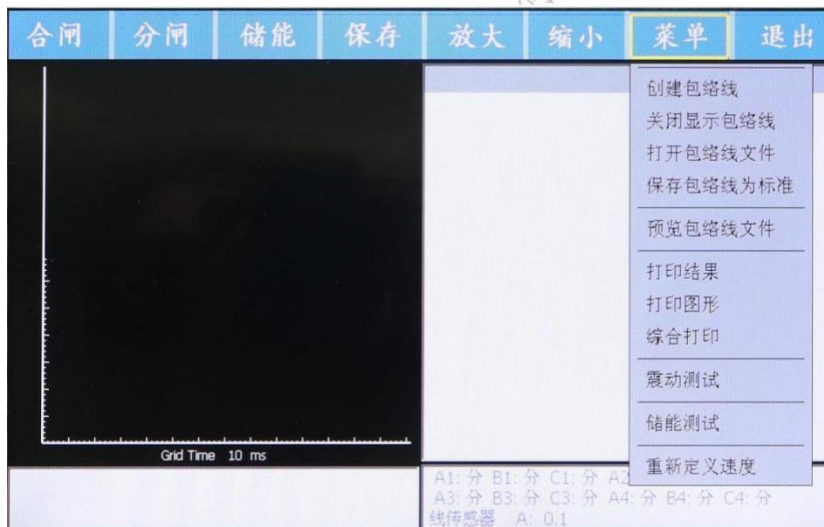 合闸 分闸 储能 保存 放大 缩小 菜单 退出
创建包络线
关闭显示包络线
打开包络线文件
保存包络线为标准
预览包络线文件
打印结果
打印图形
综合打印
震动测试
储能测试
重新定义速度
Grid Time 10 ms
A1: 分 B1: 分 C1: 分 A2
A3: 分 B3: 分 C3: 分 A4: 分 B4: 分 C4: 分
线传感器 A: 0.1